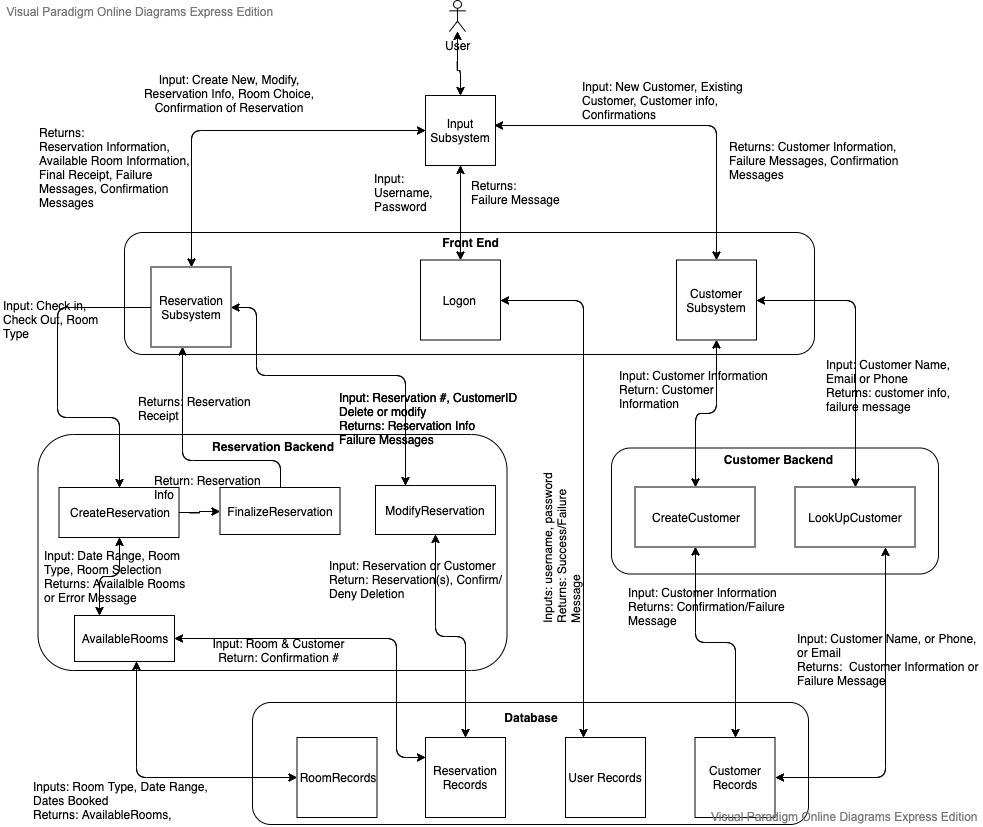 Visual Paradigm Online Diagrams Express Edition
User
Input: Create New, Modify,
Reservation Info, Room Choice,
Confirmation of Reservation
Input: New Customer, Existing
Customer, Customer info,
Confirmations
Input
Subsystem
Returns:
Reservation Information,
Available Room Information,
Final Receipt, Failure
Messages, Confirmation
Messages
Returns: Customer Information,
Failure Messages, Confirmation
Messages
Input:
Username,
Password
Returns:
Failure Message
Front End
Reservation
Subsystem
Logon
Customer
Subsystem
Input: Check in,
Check Out, Room
Type
Returns: Reservation
Receipt
Input: Reservation #, CustomerID
Delete or modify
Returns: Reservation Info
Failure Messages
Input: Customer Information
Return: Customer
Information
Input: Customer Name,
Email or Phone
Returns: customer info,
failure message
Reservation Backend
Customer Backend
Return: Reservation
Info
CreateReservation
FinalizeReservation
ModifyReservation
Inputs: username, password
Returns: Success/Failure
Message
CreateCustomer
LookUpCustomer
Input: Date Range, Room
Type, Room Selection
Returns: Available Rooms
or Error Message
Input: Reservation or Customer
Return: Reservation(s), Confirm/
Deny Deletion
Input: Customer Information
Returns: Confirmation/Failure
Message
AvailableRooms
Input: Room & Customer
Return: Confirmation #
Input: Customer Name, or Phone,
or Email
Returns: Customer Information or
Failure Message
Database
RoomRecords
Reservation
Records
User Records
Customer
Records
Inputs: Room Type, Date Range,
Dates Booked
Returns: AvailableRooms,
Visual Paradigm Online Diagrams Express Edition